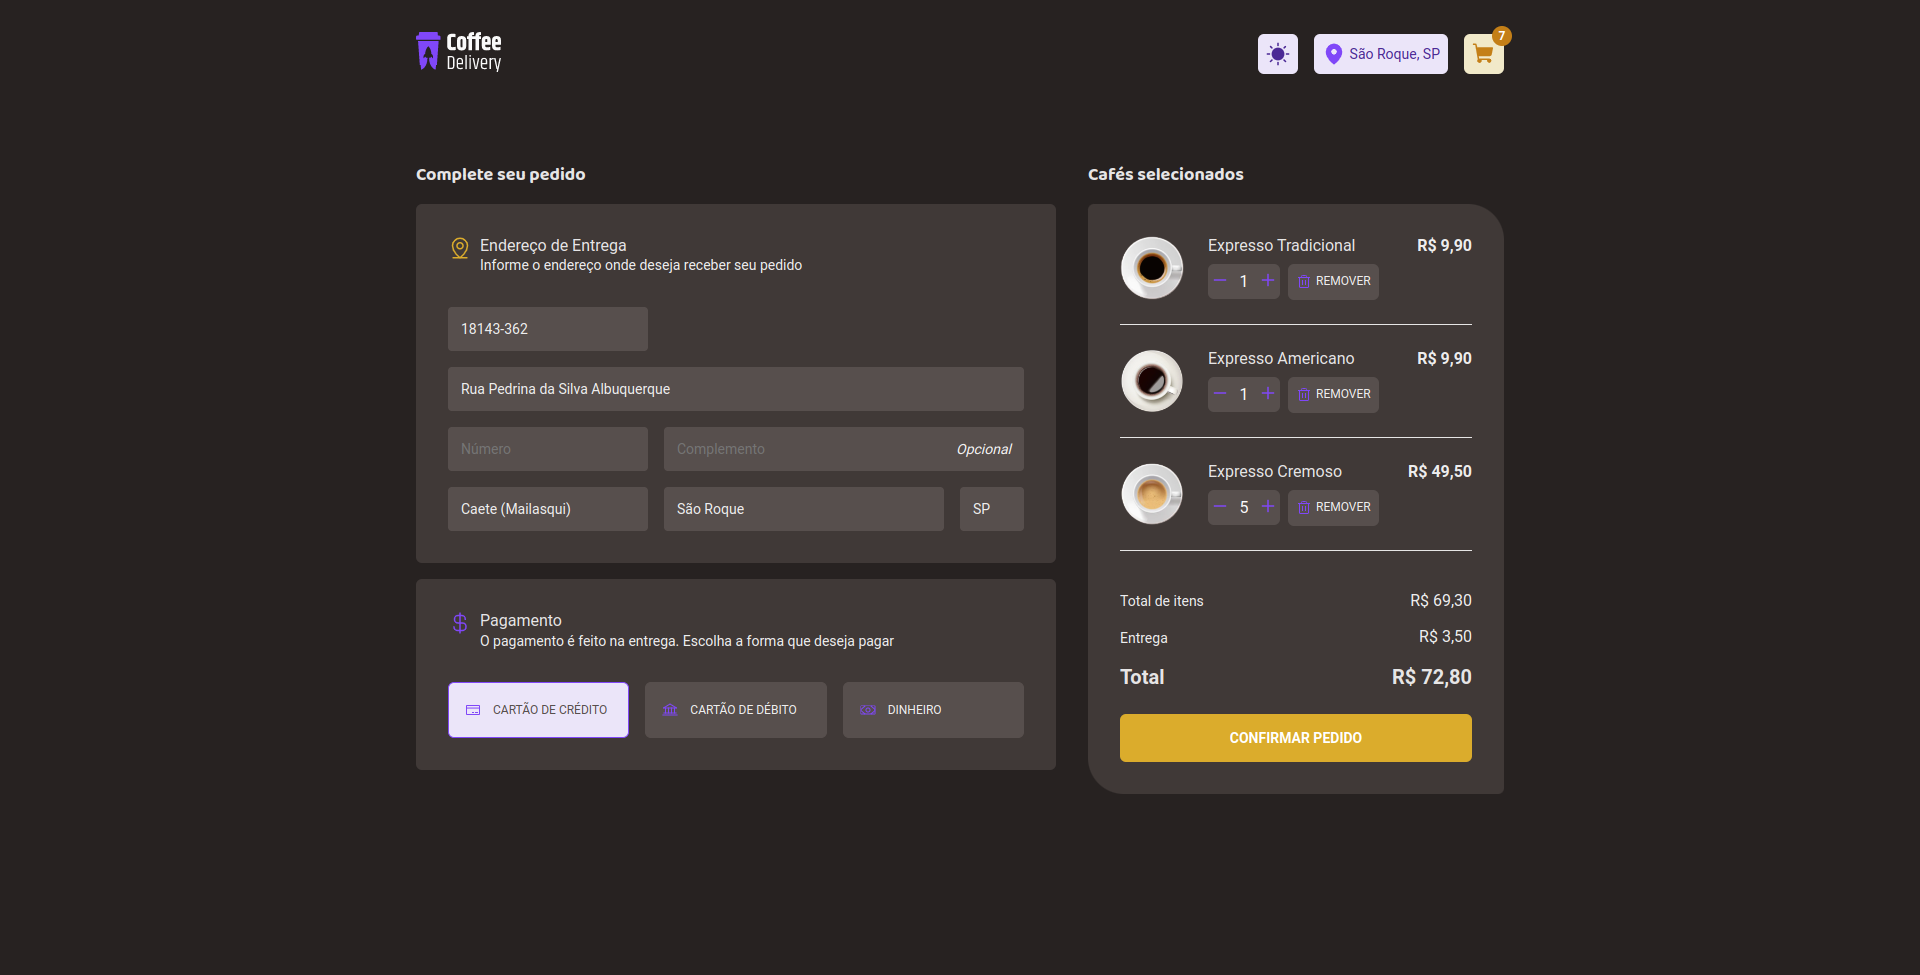 Coffee
Delivery
São Roque, SP
7
Complete seu pedido
Endereço de Entrega
Informe o endereço onde deseja receber seu pedido
18143-362
Rua Pedrina da Silva Albuquerque
Número
Complemento
Opcional
Caete (Mailasqui)
São Roque
SP
Pagamento
O pagamento é feito na entrega. Escolha a forma que deseja pagar
CARTÃO DE CRÉDITO
CARTÃO DE DÉBITO
DINHEIRO
Cafés selecionados
Expresso Tradicional
R$ 9,90
1
REMOVER
Expresso Americano
R$ 9,90
1
REMOVER
Expresso Cremoso
R$ 49,50
5
REMOVER
Total de itens
R$ 69,30
Entrega
R$ 3,50
Total
R$ 72,80
CONFIRMAR PEDIDO